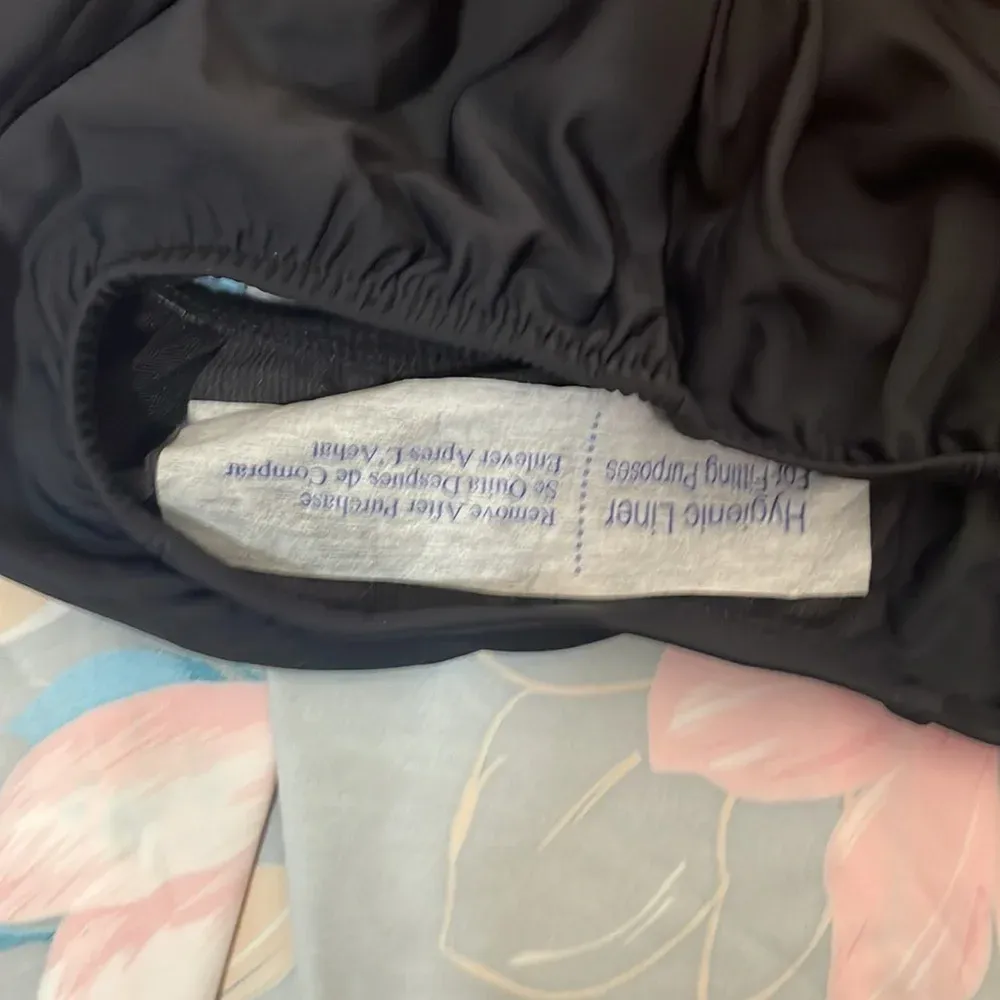 Hygienic Liner
For Fitting Purposes
Remove After Purchase
Se Quita Despues de Comprar
Enlever Apres L'Achat